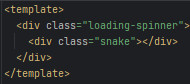 <template>
  <div class="loading-spinner">
    <div class="snake"></div>
  </div>
</template>